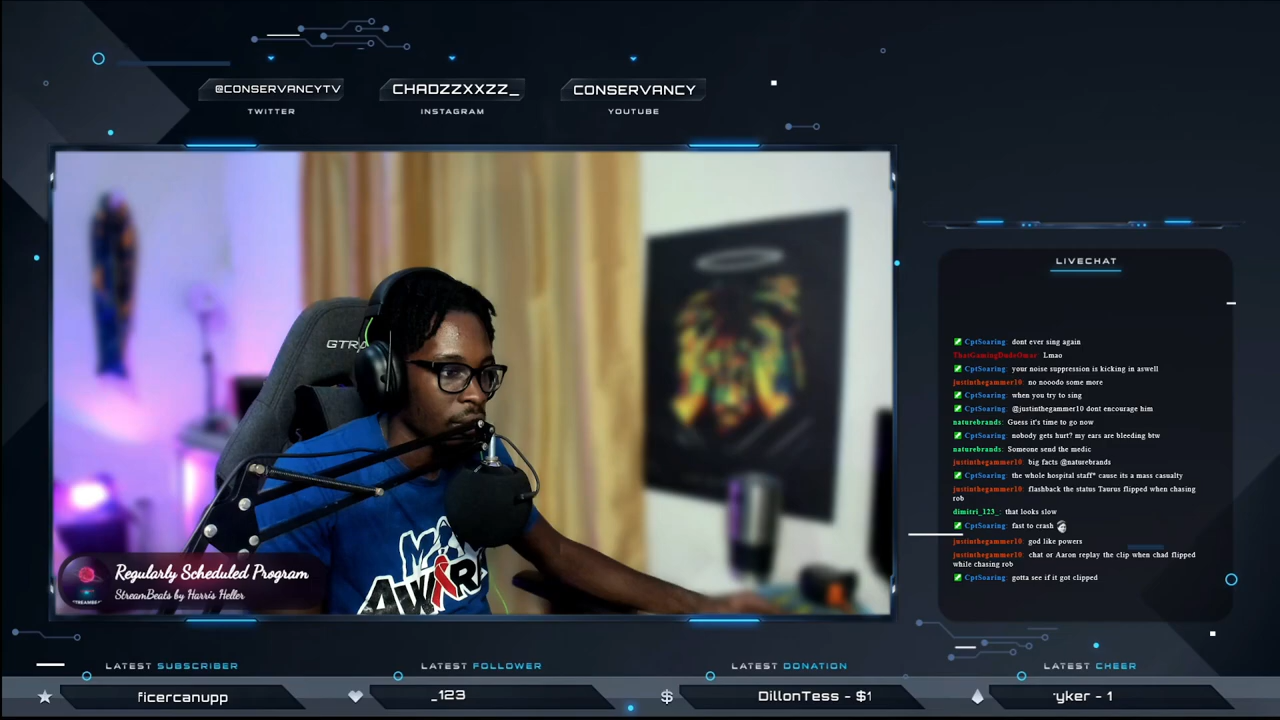 @CONSERVANCYTV
TWITTER
CHADZZXXZZ_
INSTAGRAM
CONSERVANCY
YOUTUBE
GTRA
AWARE
Regularly Scheduled Program
StreamBeats by Harris Heller
LIVECHAT
CptSoaring: dont ever sing again
ThatGamingDudeOmar: Lmao
CptSoaring: your noise suppression is kicking in aswell
justinthegammer10: no nooodo some more
CptSoaring: when you try to sing
CptSoaring: @justinthegammer10 dont encourage him
naturebrands: Guess it's time to go now
CptSoaring: nobody gets hurt? my ears are bleeding btw
naturebrands: Someone send the medic
justinthegammer10: big facts @naturebrands
CptSoaring: the whole hospital staff* cause its a mass casualty
justinthegammer10: flashback the status Taurus flipped when chasing
rob
dimitri_123_: that looks slow
CptSoaring: fast to crash
justinthegammer10: god like powers
justinthegammer10: chat or Aaron replay the clip when chad flipped
while chasing rob
CptSoaring: gotta see if it got clipped
LATEST SUBSCRIBER
ficercanupp
LATEST FOLLOWER
_123
LATEST DONATION
DillonTess - $1
LATEST CHEER
yker - 1